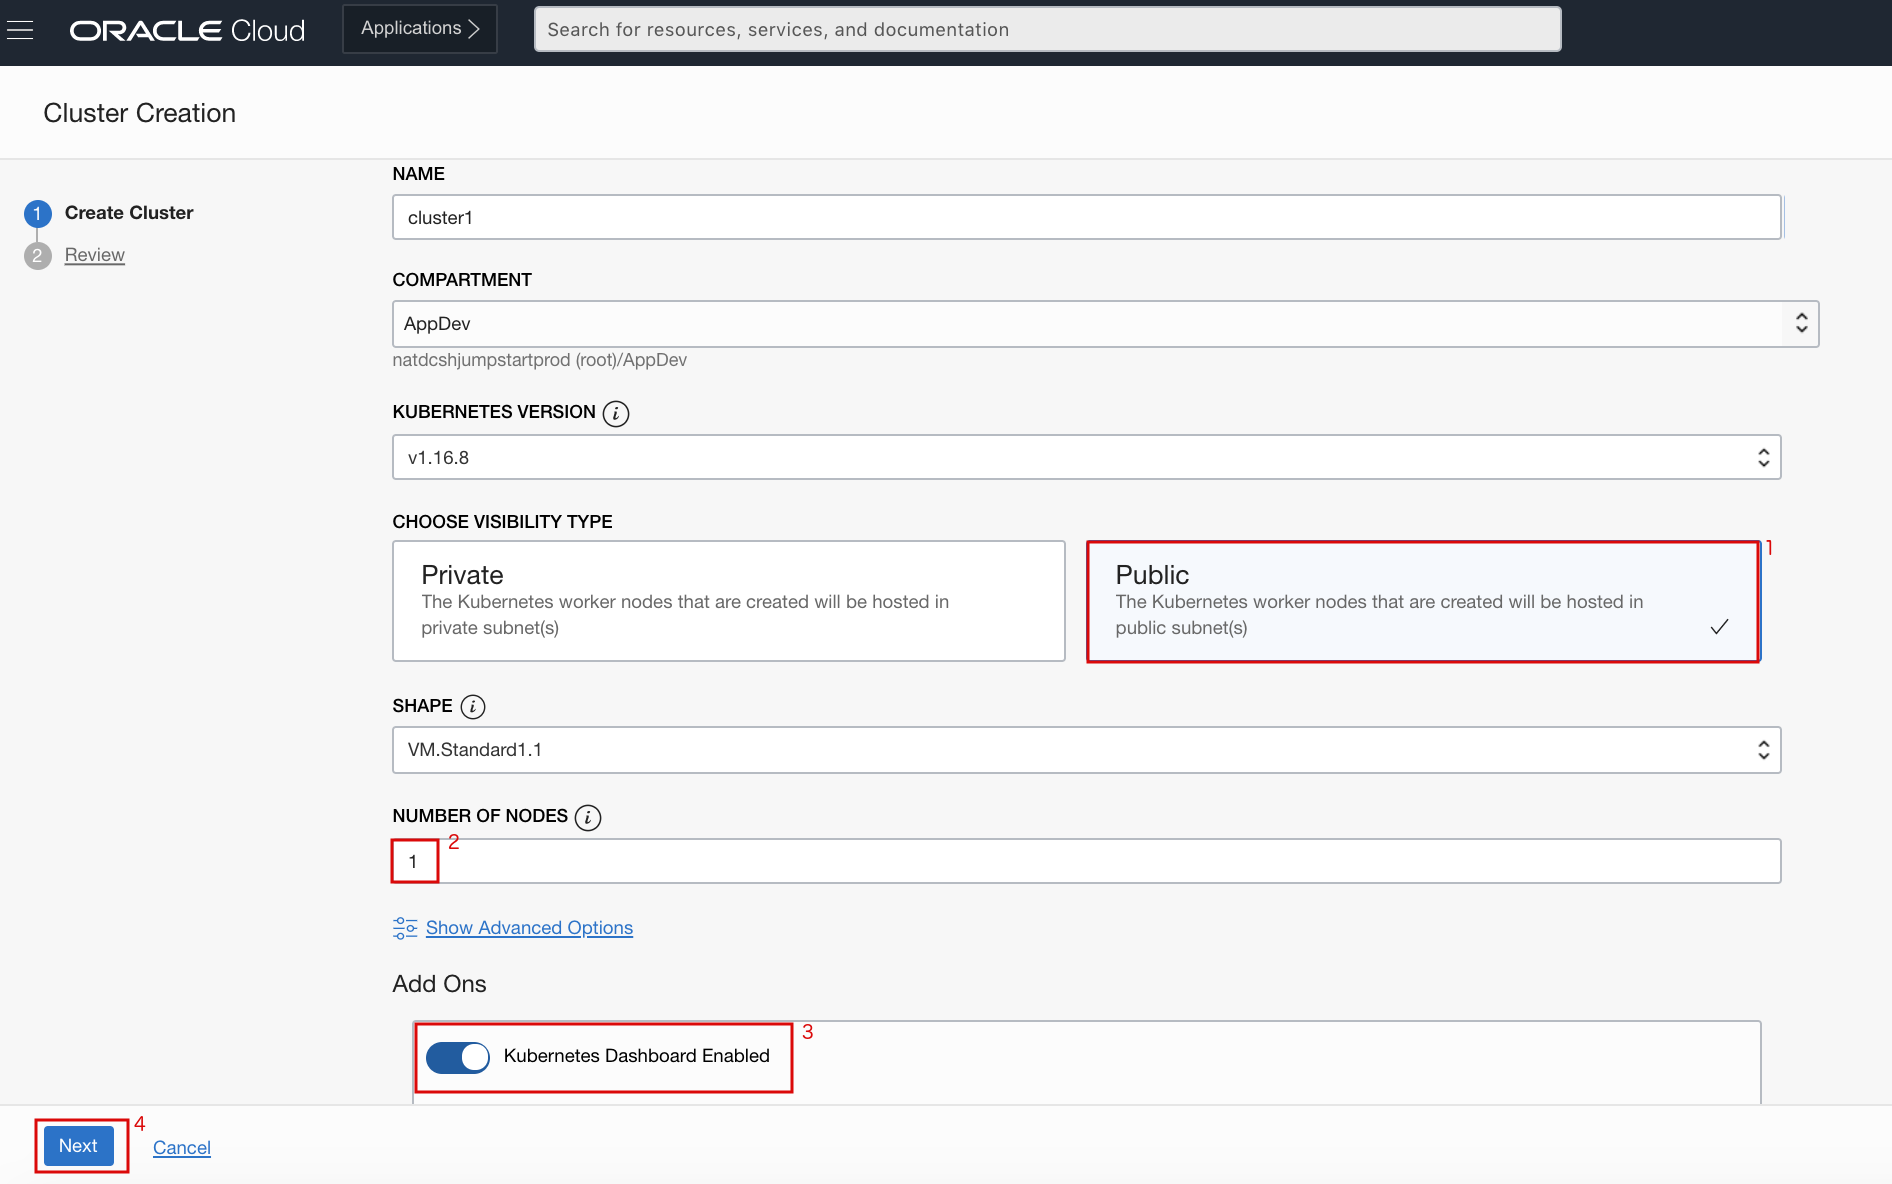 ORACLE Cloud
Applications
Search for resources, services, and documentation
Cluster Creation
1 Create Cluster
2 Review
NAME
cluster1
COMPARTMENT
AppDev
natdcshjumpstartprod (root)/AppDev
KUBERNETES VERSION i
v1.16.8
CHOOSE VISIBILITY TYPE
Private
The Kubernetes worker nodes that are created will be hosted in
private subnet(s)
1
Public
The Kubernetes worker nodes that are created will be hosted in
public subnet(s)
SHAPE i
VM.Standard1.1
NUMBER OF NODES i
2
1
Show Advanced Options
Add Ons
3
Kubernetes Dashboard Enabled
4
Next
Cancel